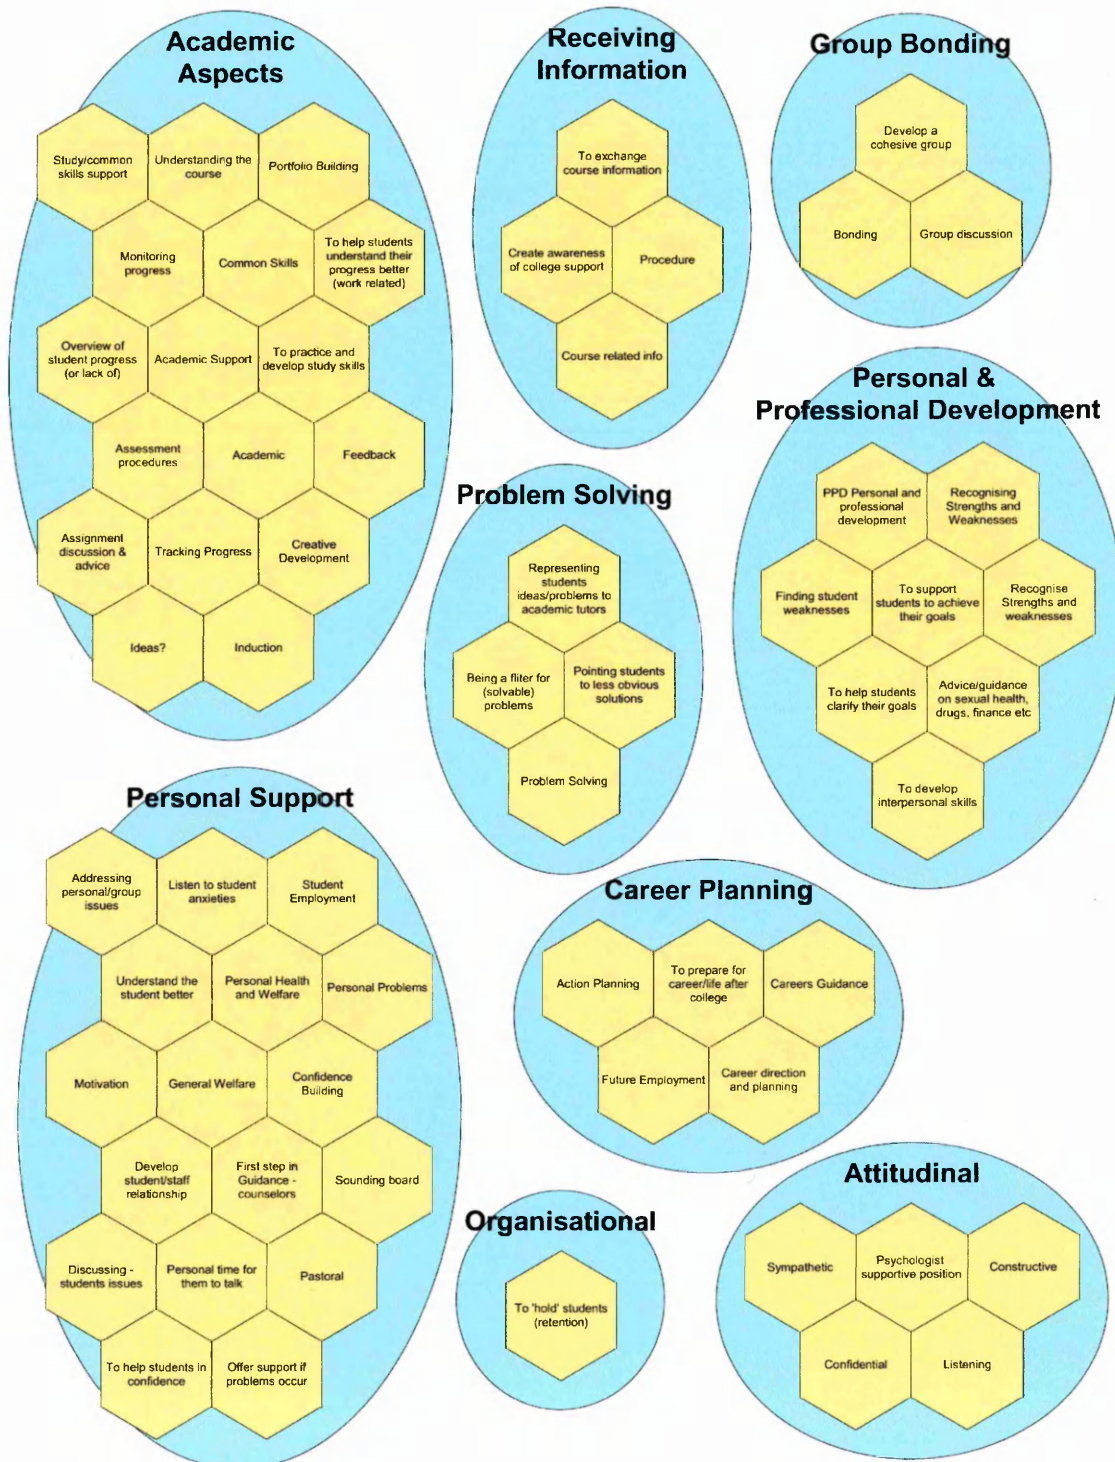 Academic
Aspects
Study/common
skills support
Understanding the
course
Portfolio Building
Monitoring
progress
Common Skills
To help students
understand their
progress better
(work related)
Overview of
student progress
(or lack of)
Academic Support
To practice and
develop study skills
Assessment
procedures
Academic
Feedback
Assignment
discussion &
advice
Tracking Progress
Creative
Development
Ideas?
Induction
Receiving
Information
To exchange
course information
Create awareness
of college support
Procedure
Course related info
Group Bonding
Develop a
cohesive group
Bonding
Group discussion
Problem Solving
Representing
students
ideas/problems to
academic tutors
Being a fliter for
(solvable)
problems
Pointing students
to less obvious
solutions
Problem Solving
Personal &
Professional Development
PPD Personal and
professional
development
Recognising
Strengths and
Weaknesses
Finding student
weaknesses
To support
students to achieve
their goals
Recognise
Strengths and
weaknesses
To help students
clarify their goals
Advice/guidance
on sexual health,
drugs, finance etc
To develop
interpersonal skills
Personal Support
Addressing
personal/group
issues
Listen to student
anxieties
Student
Employment
Understand the
student better
Personal Health
and Welfare
Personal Problems
Motivation
General Welfare
Confidence
Building
Develop
student/staff
relationship
First step in
Guidance -
counselors
Sounding board
Discussing -
students issues
Personal time for
them to talk
Pastoral
To help students in
confidence
Offer support if
problems occur
Career Planning
Action Planning
To prepare for
career/life after
college
Careers Guidance
Future Employment
Career direction
and planning
Organisational
To 'hold' students
(retention)
Attitudinal
Sympathetic
Psychologist
supportive position
Constructive
Confidential
Listening